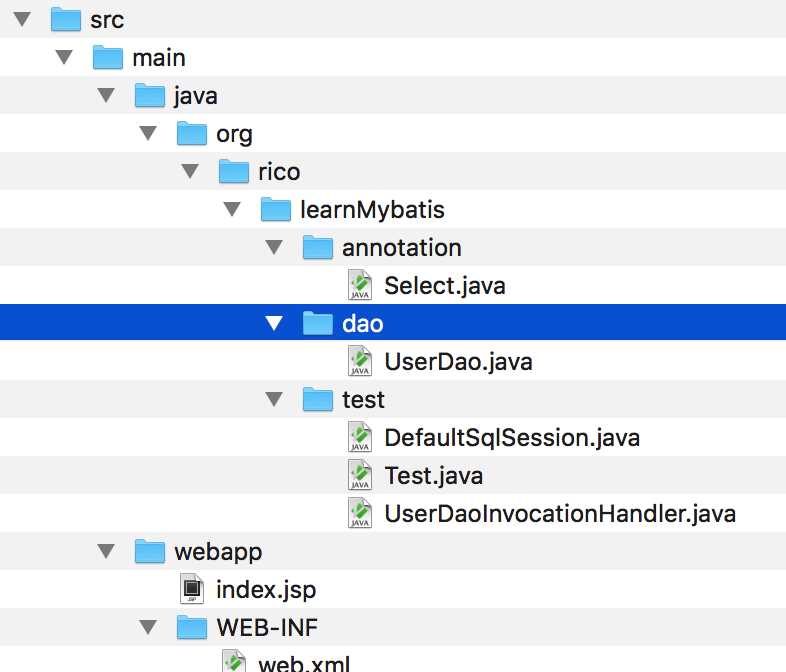 src
main
java
org
rico
learnMybatis
annotation
JAVA Select.java
dao
JAVA UserDao.java
test
JAVA DefaultSqlSession.java
JAVA Test.java
JAVA UserDaoInvocationHandler.java
webapp
JSP index.jsp
WEB-INF
web.xml